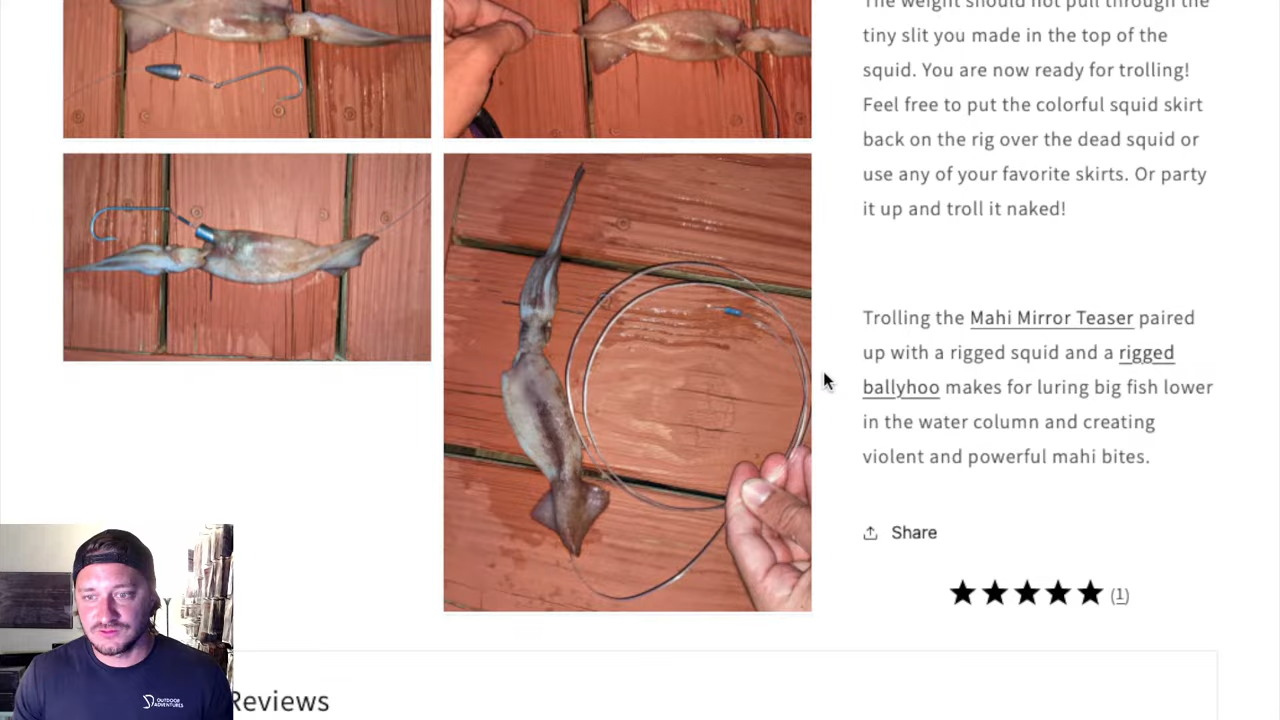 The weight should not pull through the
tiny slit you made in the top of the
squid. You are now ready for trolling!
Feel free to put the colorful squid skirt
back on the rig over the dead squid or
use any of your favorite skirts. Or party
it up and troll it naked!
Trolling the Mahi Mirror Teaser paired
up with a rigged squid and a rigged
ballyhoo makes for luring big fish lower
in the water column and creating
violent and powerful mahi bites.
Share
(1)
Reviews
OUTDOOR
ADVENTURES